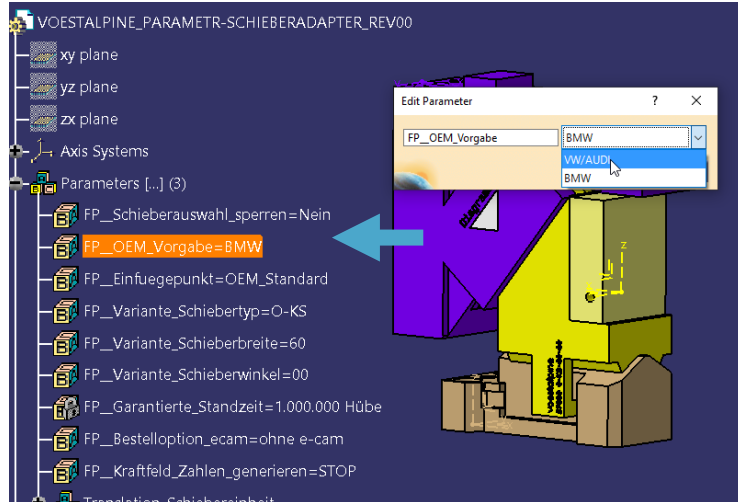 VOESTALPINE_PARAMETR-SCHIEBERADAPTER_REV00
xy plane
yz plane
zx plane
Axis Systems
Parameters [...] (3)
FP__Schieberauswahl_sperren=Nein
FP__OEM_Vorgabe=BMW
FP__Einfuegepunkt=OEM_Standard
FP__Variante_Schiebertyp=O-KS
FP__Variante_Schieberbreite=60
FP__Variante_Schieberwinkel=00
FP__Garantierte_Standzeit=1.000.000 Hübe
FP__Bestelloption_ecam=ohne e-cam
FP__Kraftfeld_Zahlen_generieren=STOP
Translation_Schiebereinheit
Edit Parameter
?
FP__OEM_Vorgabe
BMW
VW/AUDI
BMW
z
voestalpine